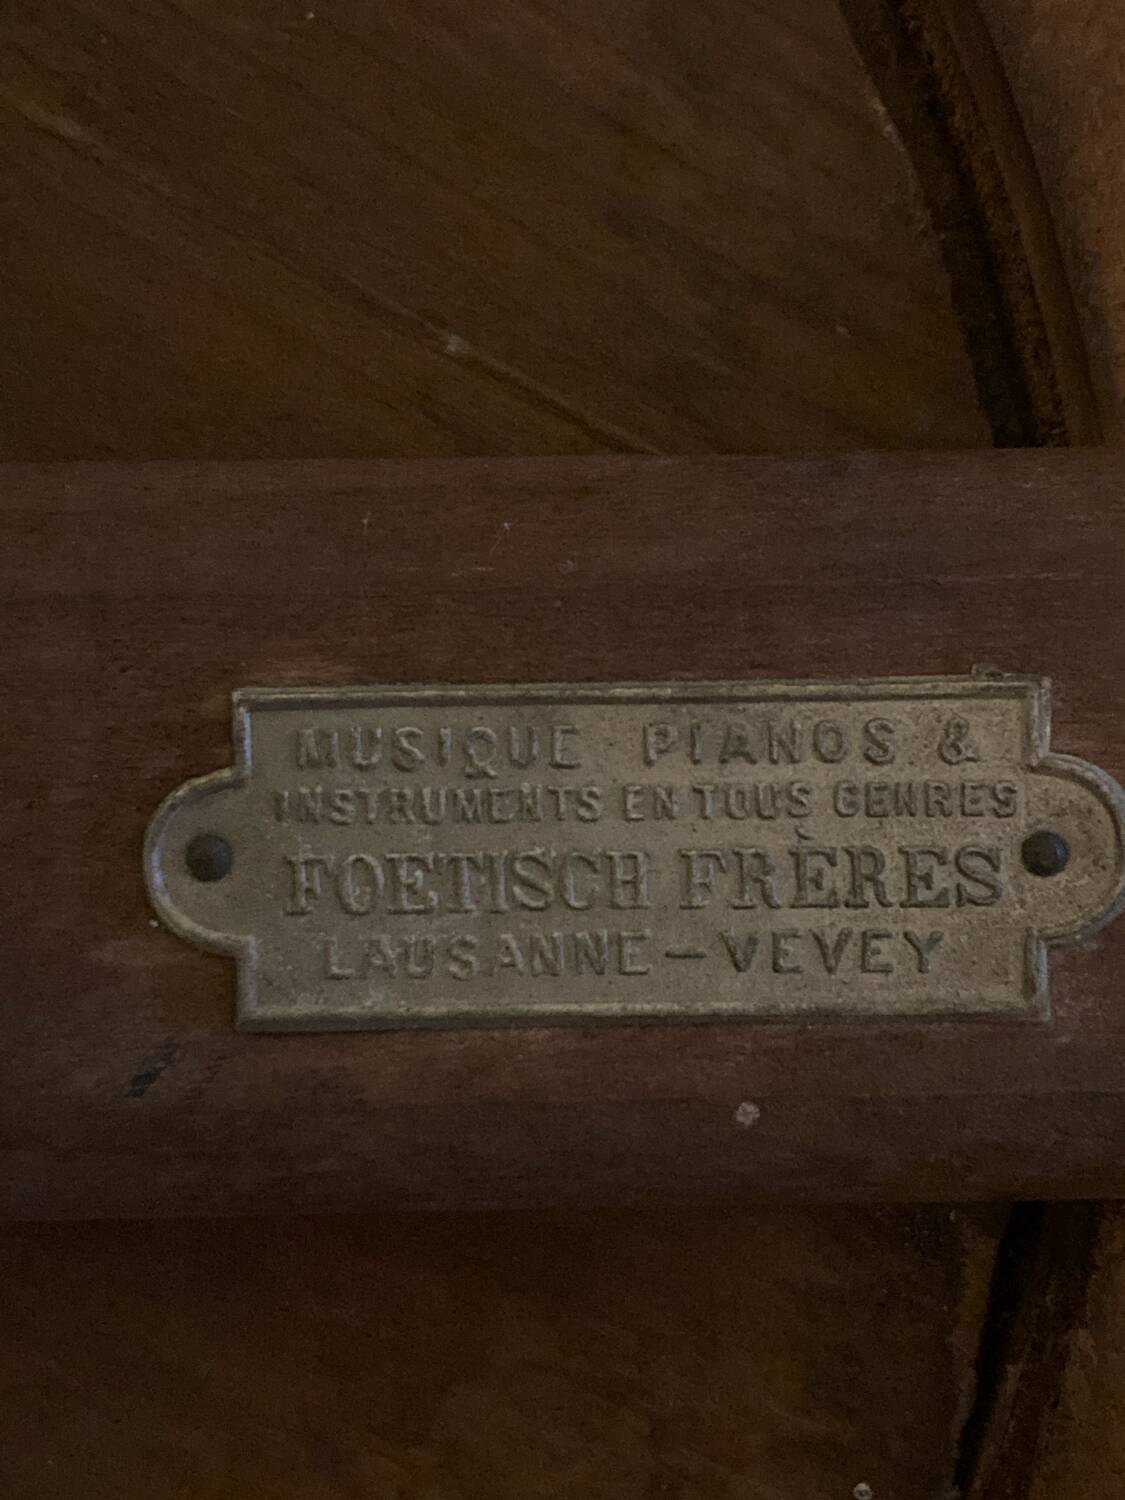 MUSIQUE PIANOS &
INSTRUMENTS EN TOUS GENRES
FOETISCH FRÈRES
LAUSANNE – VEVEY